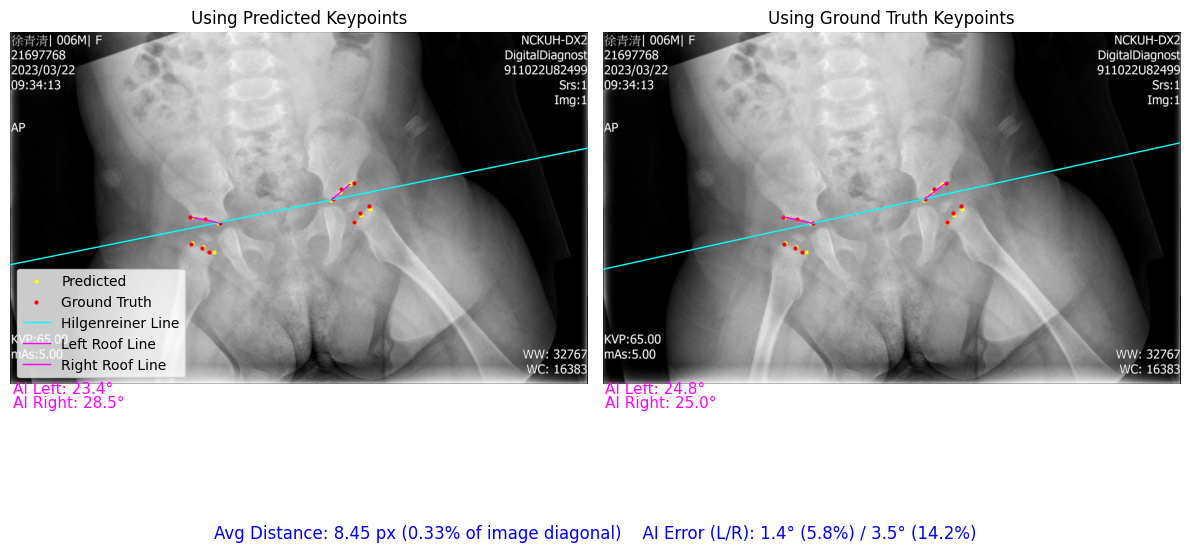 Using Predicted Keypoints
徐青清| 006M| F
21697768
2023/03/22
09:34:13
AP
NCKUH-DX2
DigitalDiagnost
911022U82499
Srs:1
Img:1
Predicted
Ground Truth
Hilgenreiner Line
Left Roof Line
Right Roof Line
KVP:65.00
mAs:5.00
WW: 32767
WC: 16383
AI Left: 23.4°
AI Right: 28.5°
Using Ground Truth Keypoints
徐青清| 006M| F
21697768
2023/03/22
09:34:13
AP
NCKUH-DX2
DigitalDiagnost
911022U82499
Srs:1
Img:1
KVP:65.00
mAs:5.00
WW: 32767
WC: 16383
AI Left: 24.8°
AI Right: 25.0°
Avg Distance: 8.45 px (0.33% of image diagonal) AI Error (L/R): 1.4° (5.8%) / 3.5° (14.2%)